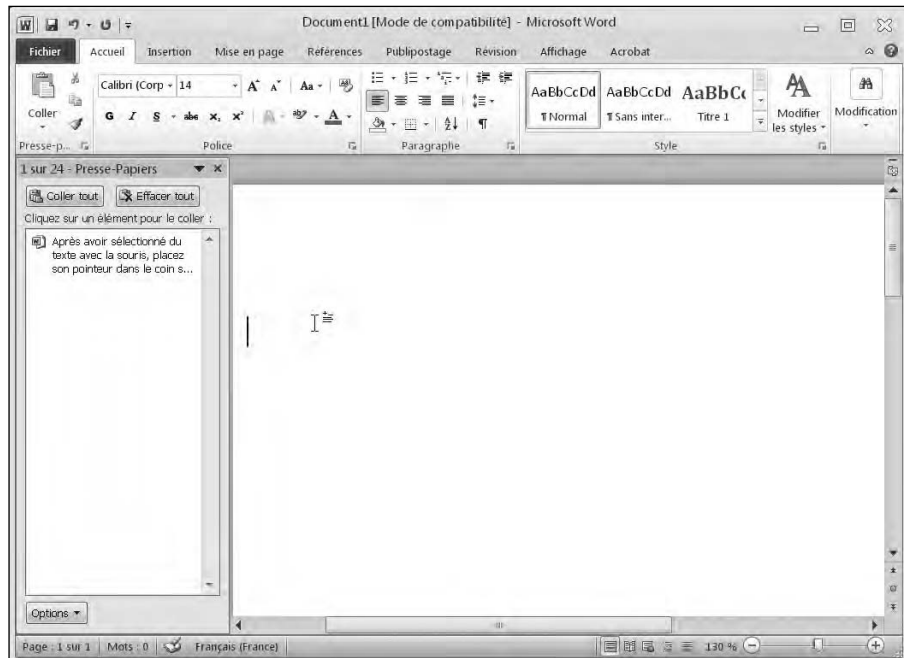 Document1 [Mode de compatibilité] - Microsoft Word
Fichier Accueil Insertion Mise en page Références Publipostage Révision Affichage Acrobat
Calibri (Corp 14 A A Aa
Coller
G I S abc x, x² A
AaBbCcDd AaBbCcDd AaBbCc
¶ Normal ¶ Sans inter... Titre 1
Modifier les styles
Modification
Presse-p... Police Paragraphe Style
1 sur 24 - Presse-Papiers
Coller tout Effacer tout
Cliquez sur un élément pour le coller :
Après avoir sélectionné du
texte avec la souris, placez
son pointeur dans le coin s...
Options
Page : 1 sur 1 Mots : 0 Français (France) 130 %